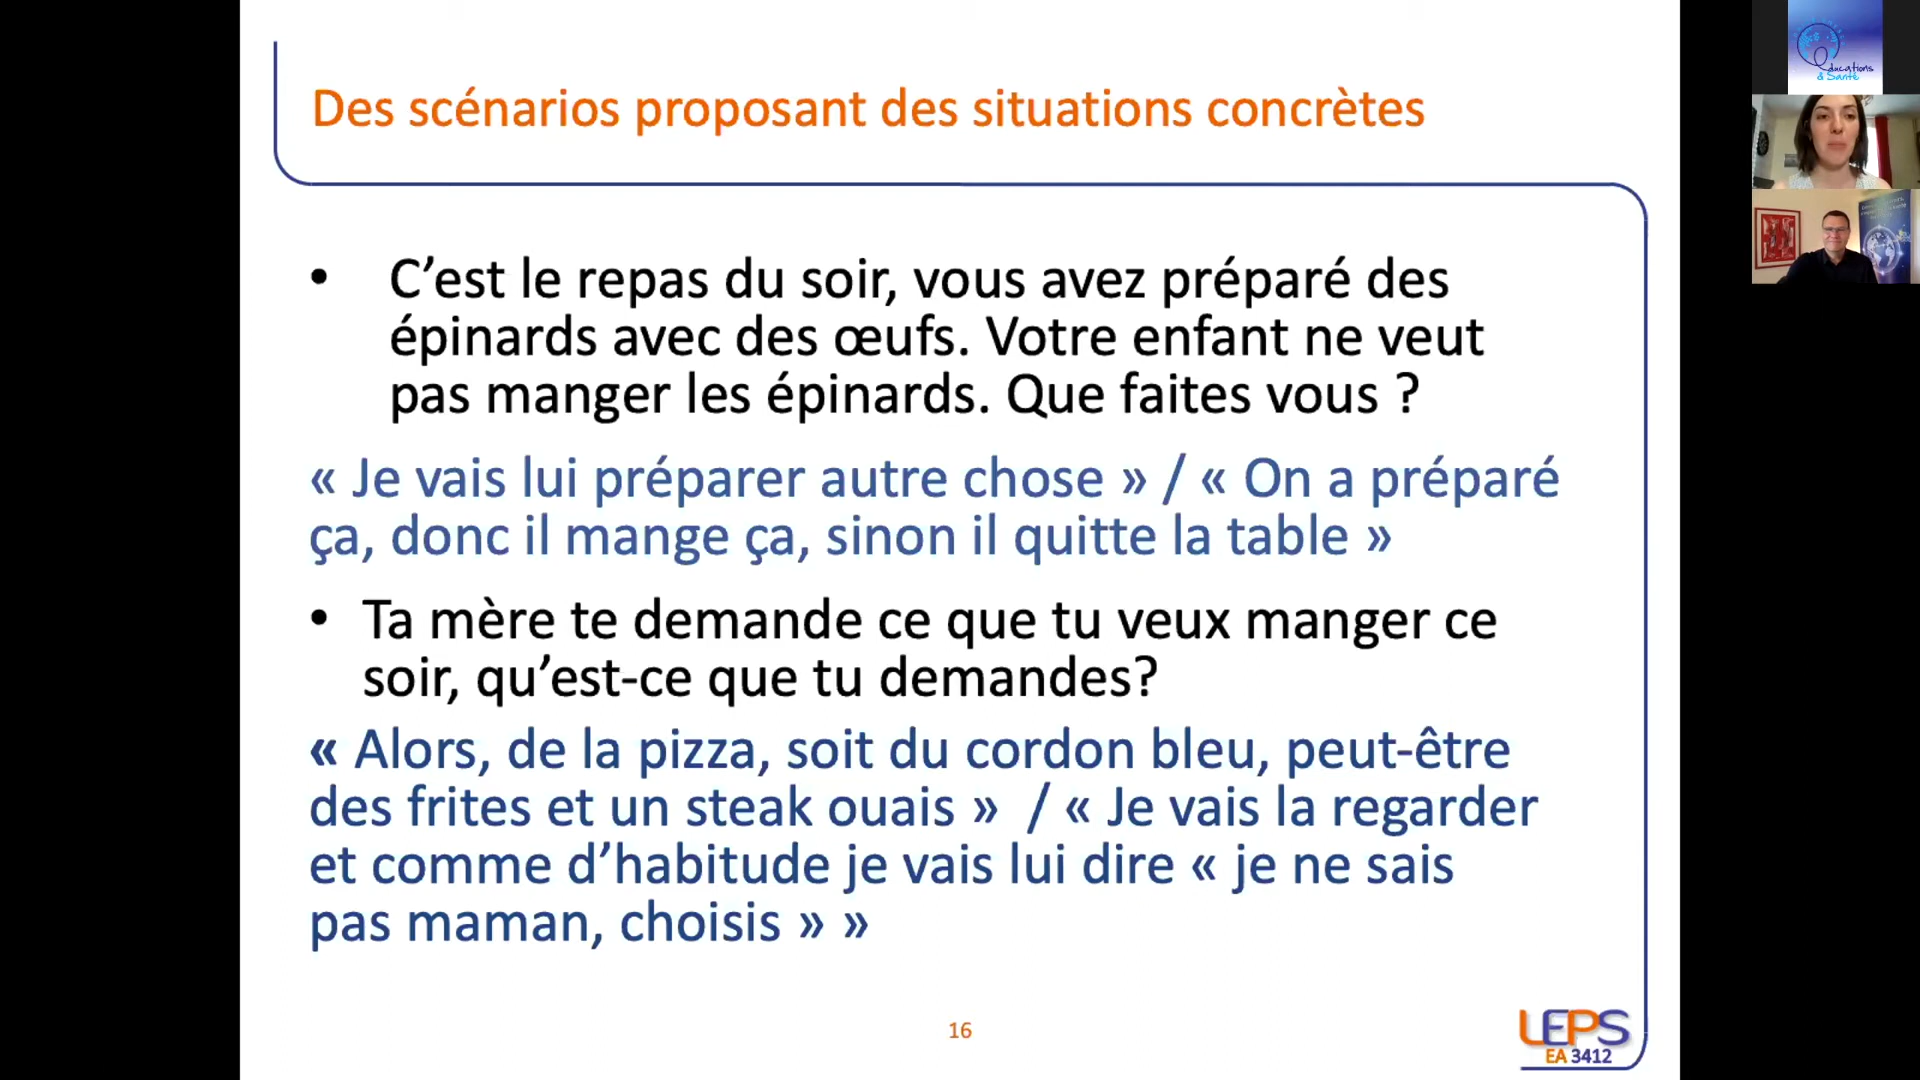 Des scénarios proposant des situations concrètes
• C’est le repas du soir, vous avez préparé des
épinards avec des œufs. Votre enfant ne veut
pas manger les épinards. Que faites vous ?
« Je vais lui préparer autre chose » / « On a préparé
ça, donc il mange ça, sinon il quitte la table »
• Ta mère te demande ce que tu veux manger ce
soir, qu’est-ce que tu demandes?
« Alors, de la pizza, soit du cordon bleu, peut-être
des frites et un steak ouais » / « Je vais la regarder
et comme d’habitude je vais lui dire « je ne sais
pas maman, choisis » »
16
LEPS
EA 3412
Educations
& Santé